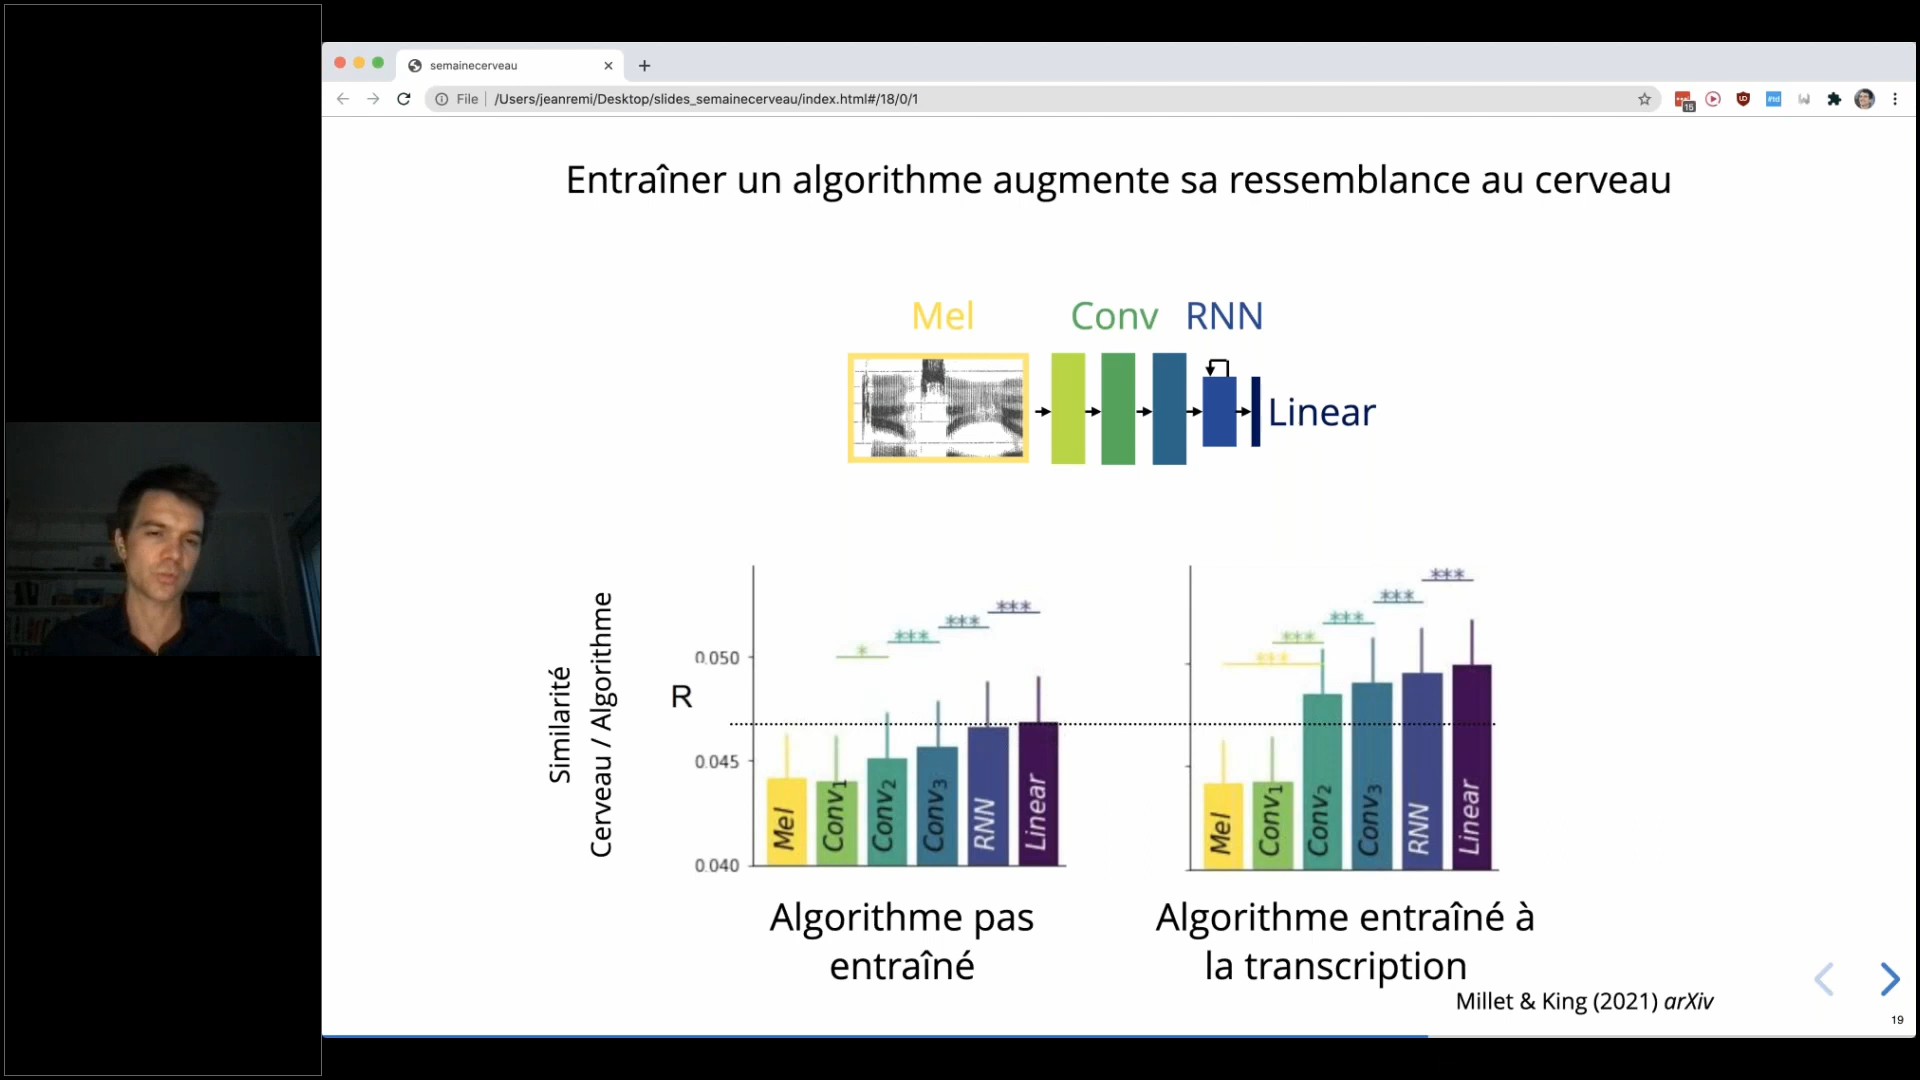 semainecerveau
File
/Users/jeanremi/Desktop/slides_semainecerveau/index.html#/18/0/1
15
Entraîner un algorithme augmente sa ressemblance au cerveau
Mel Conv RNN
Linear
Similarité
Cerveau / Algorithme
R
0.050
0.045
0.040
*
***
***
***
Mel
Conv1
Conv2
Conv3
RNN
Linear
***
***
***
***
***
Mel
Conv1
Conv2
Conv3
RNN
Linear
Algorithme pas
entraîné
Algorithme entraîné à
la transcription
Millet & King (2021) arXiv
19